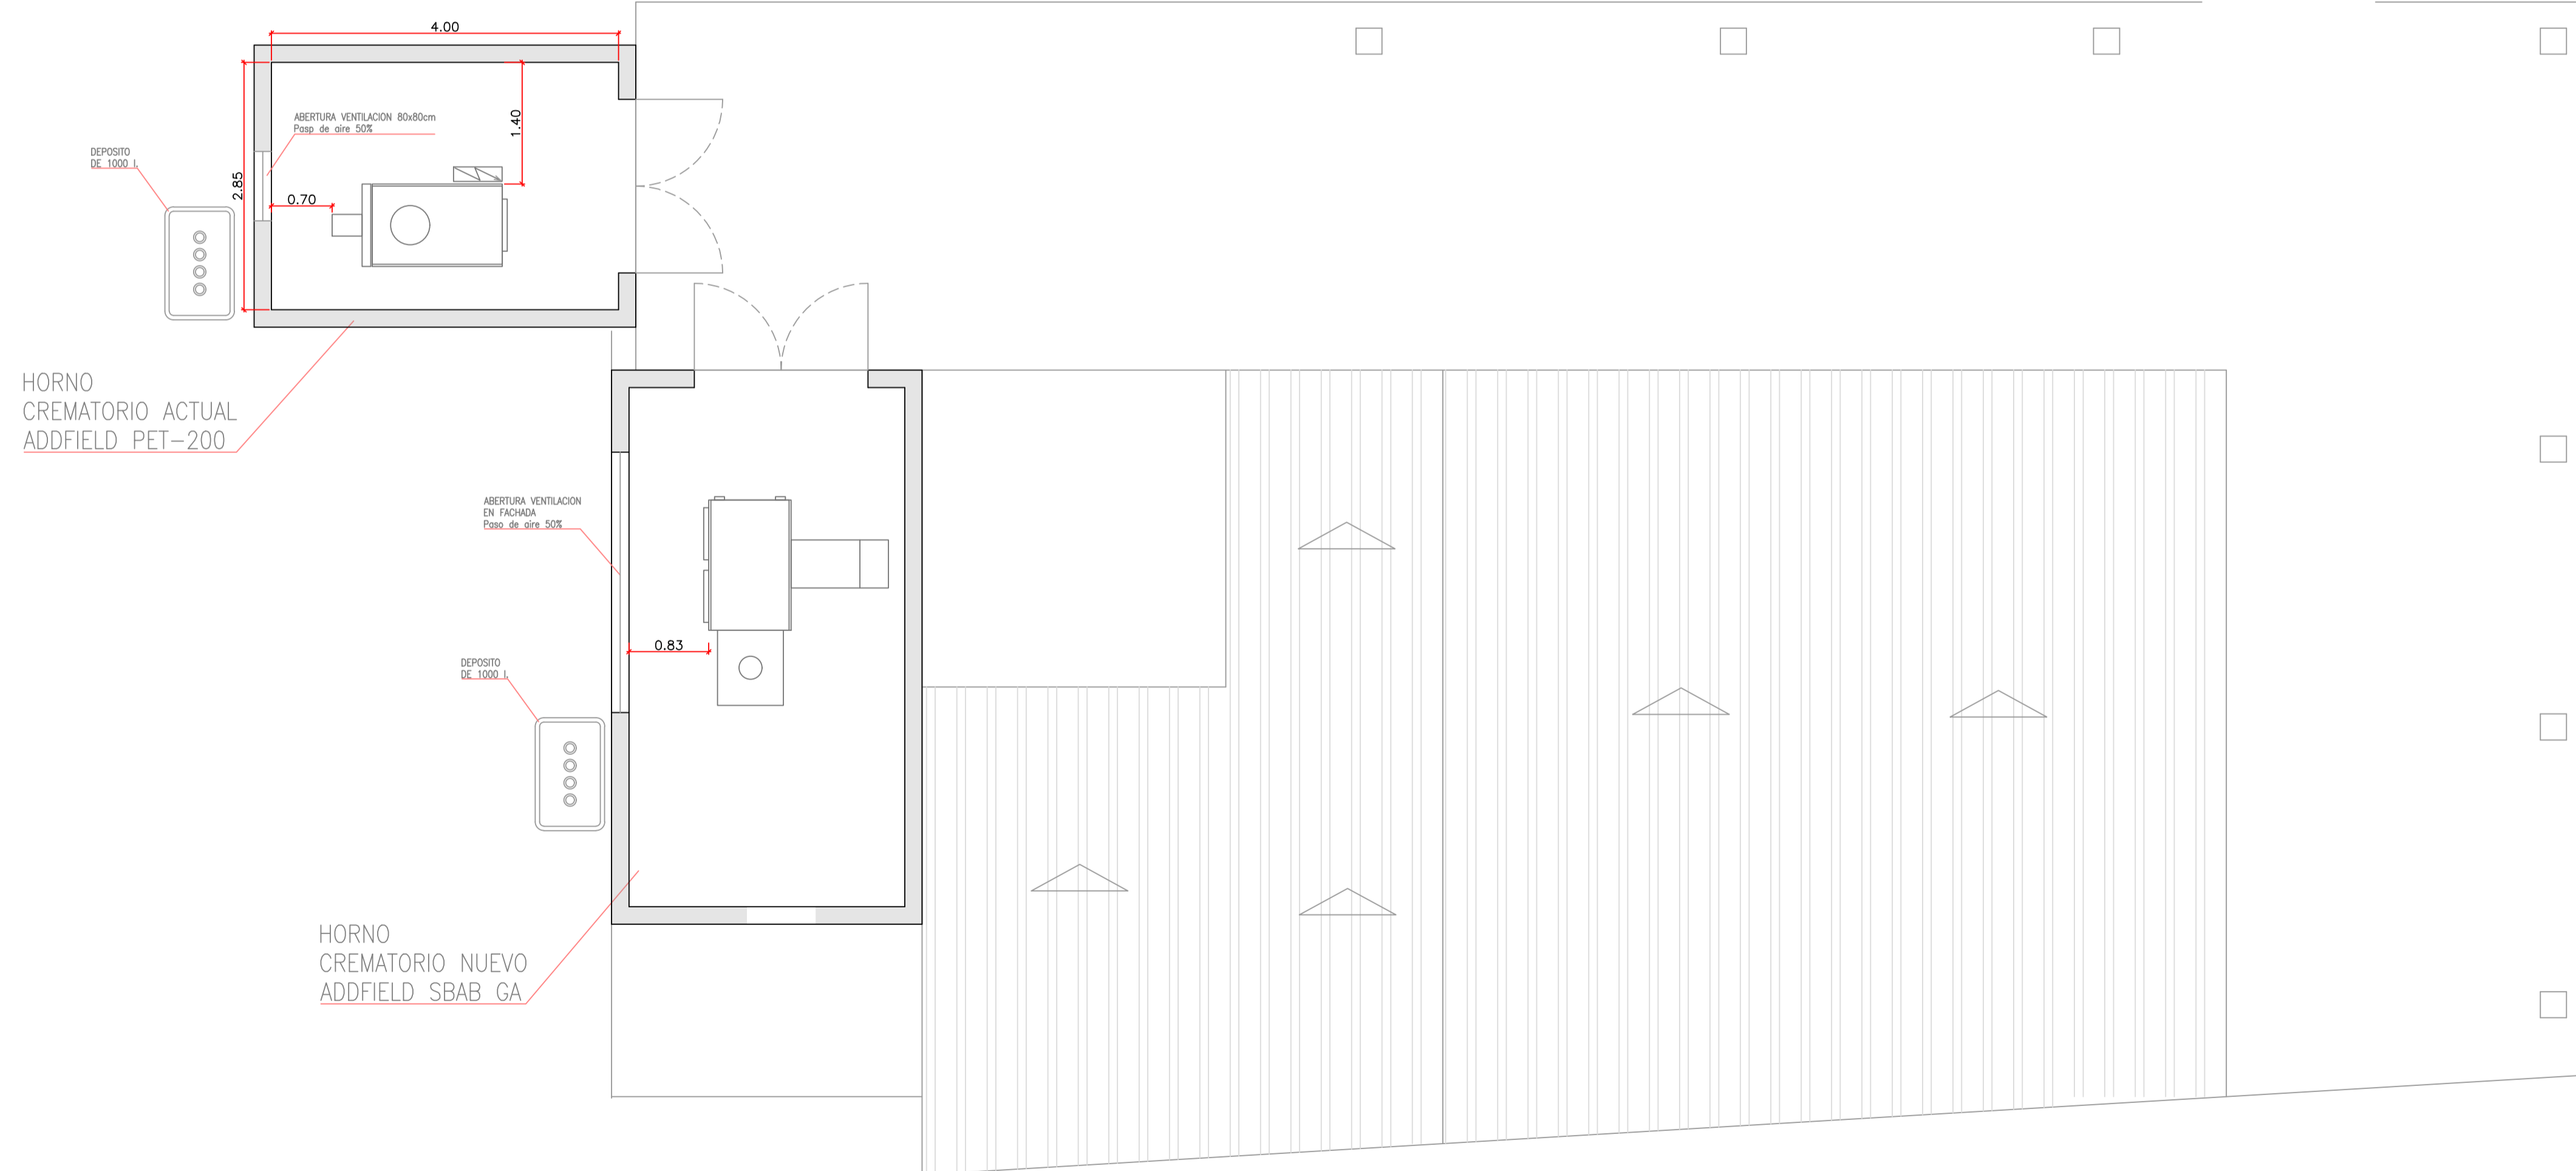 4.00
1.40
ABERTURA VENTILACION 80x80cm
Pasp de aire 50%
DEPOSITO
DE 1000 l.
2.85
0.70
HORNO
CREMATORIO ACTUAL
ADDFIELD PET-200
ABERTURA VENTILACION
EN FACHADA
Paso de aire 50%
0.83
DEPOSITO
DE 1000 l.
HORNO
CREMATORIO NUEVO
ADDFIELD SBAB GA